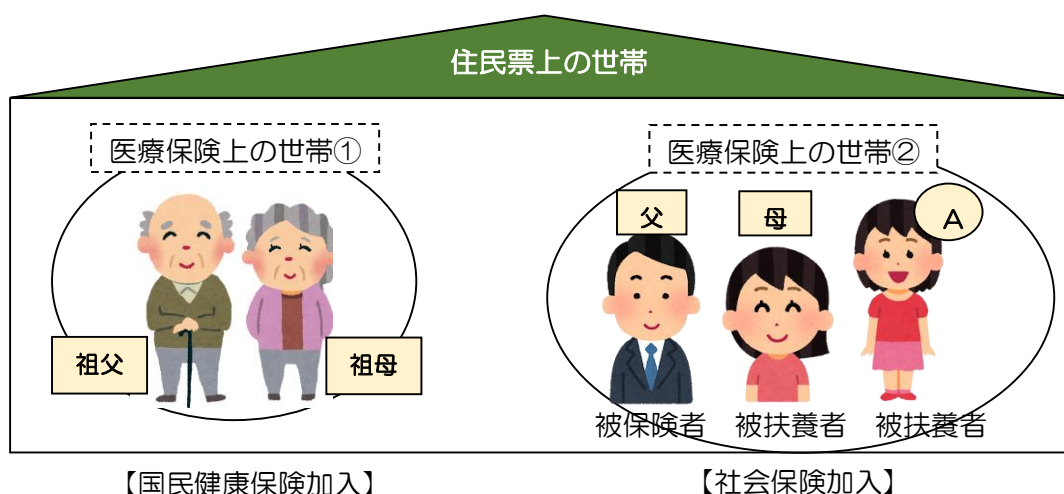 住民票上の世帯
医療保険上の世帯①
医療保険上の世帯②
父
母
A
祖父
祖母
被保険者
被扶養者
被扶養者
【国民健康保険加入】
【社会保険加入】